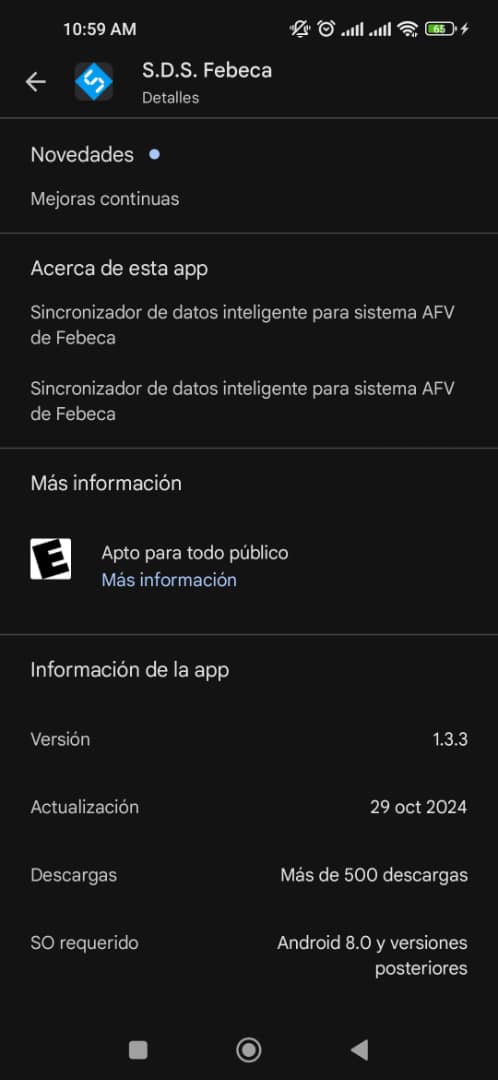 10:59 AM
65
S.D.S. Febeca
Detalles
Novedades
Mejoras continuas
Acerca de esta app
Sincronizador de datos inteligente para sistema AFV
de Febeca
Sincronizador de datos inteligente para sistema AFV
de Febeca
Más información
E
Apto para todo público
Más información
Información de la app
Versión 1.3.3
Actualización 29 oct 2024
Descargas Más de 500 descargas
SO requerido Android 8.0 y versiones
posteriores